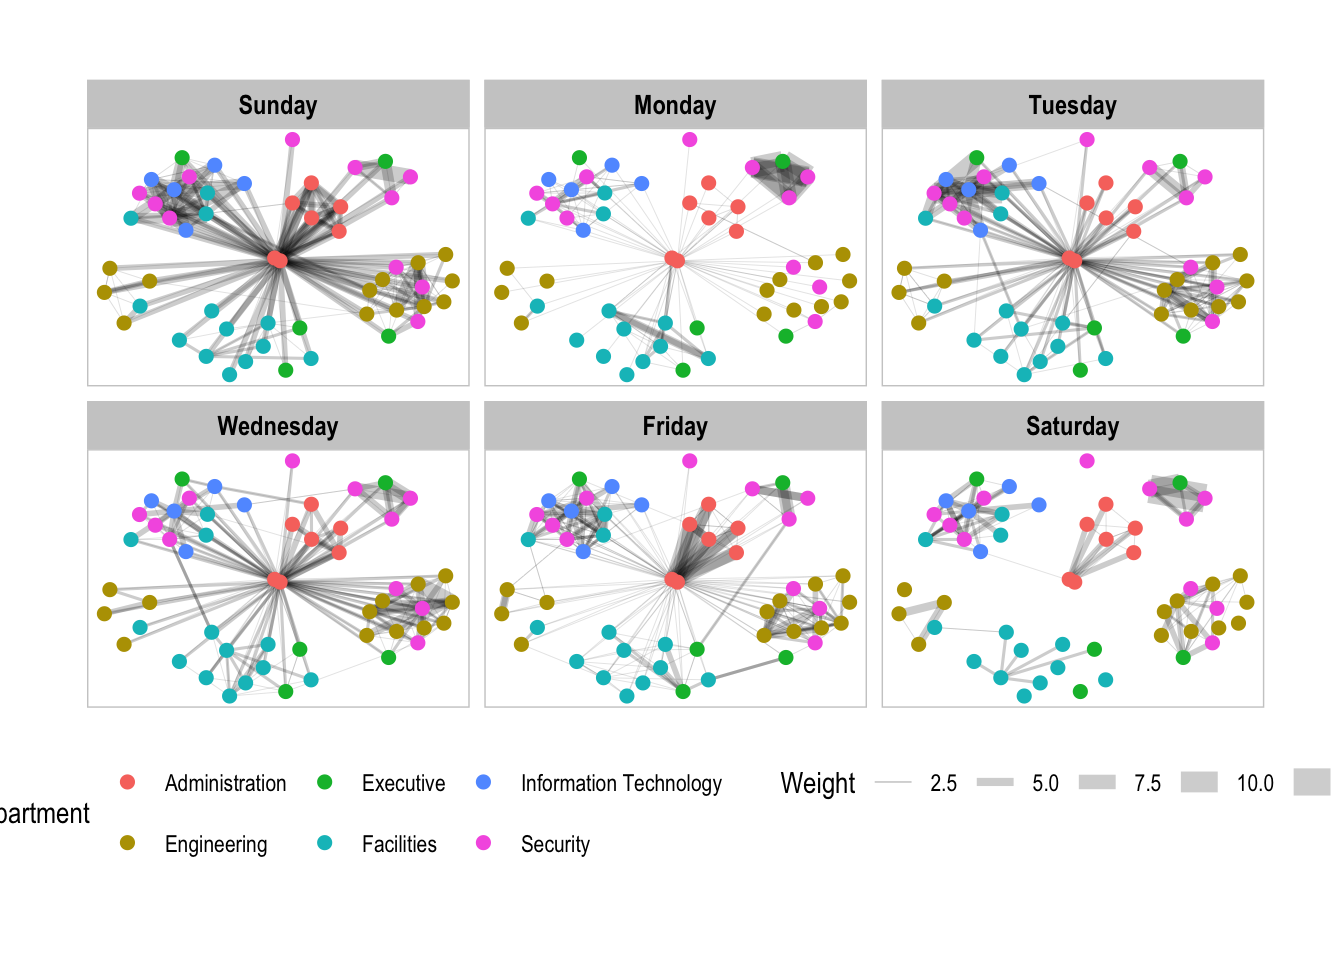 Sunday Monday Tuesday
Wednesday Friday Saturday
Administration Executive Information Technology Weight 2.5 5.0 7.5 10.0
partment
Engineering Facilities Security